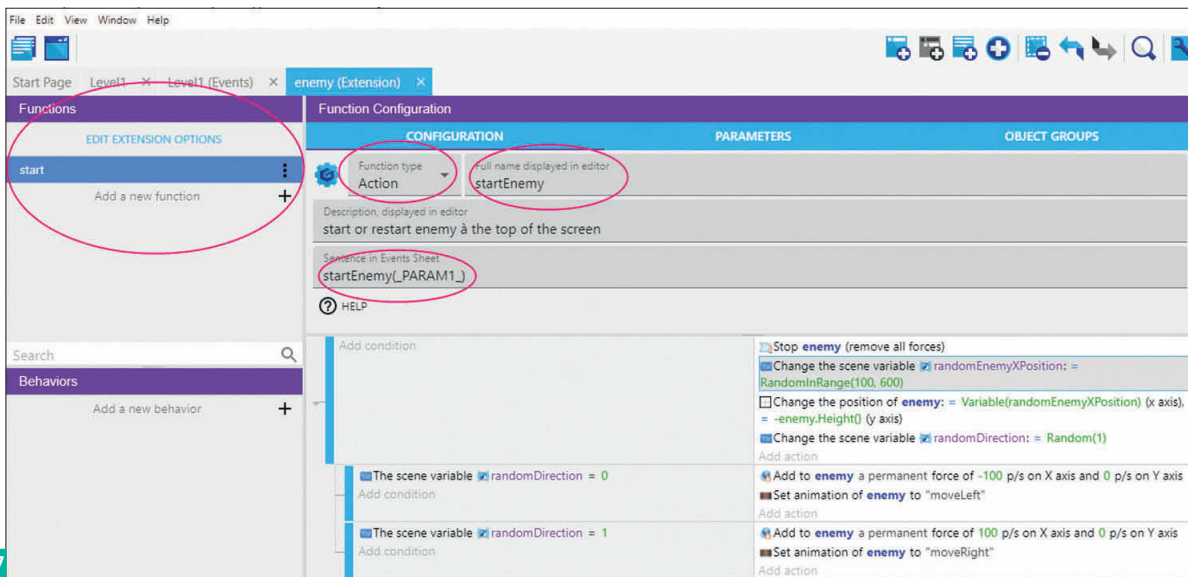 File Edit View Window Help
Start Page Level1 × Level1 (Events) × enemy (Extension) ×
Functions
EDIT EXTENSION OPTIONS
start
Add a new function +
Search
Behaviors
Add a new behavior +
Function Configuration
CONFIGURATION PARAMETERS OBJECT GROUPS
Function type
Action
Full name displayed in editor
startEnemy
Description, displayed in editor
start or restart enemy à the top of the screen
Sentence in Events Sheet
startEnemy(_PARAM1_)
? HELP
Add condition
Stop enemy (remove all forces)
Change the scene variable randomEnemyXPosition: =
RandomInRange(100, 600)
Change the position of enemy: = Variable(randomEnemyXPosition) (x axis),
= -enemy.Height() (y axis)
Change the scene variable randomDirection: = Random(1)
Add action
The scene variable randomDirection = 0
Add condition
Add to enemy a permanent force of -100 p/s on X axis and 0 p/s on Y axis
Set animation of enemy to "moveLeft"
Add action
The scene variable randomDirection = 1
Add condition
Add to enemy a permanent force of 100 p/s on X axis and 0 p/s on Y axis
Set animation of enemy to "moveRight"
Add action
7